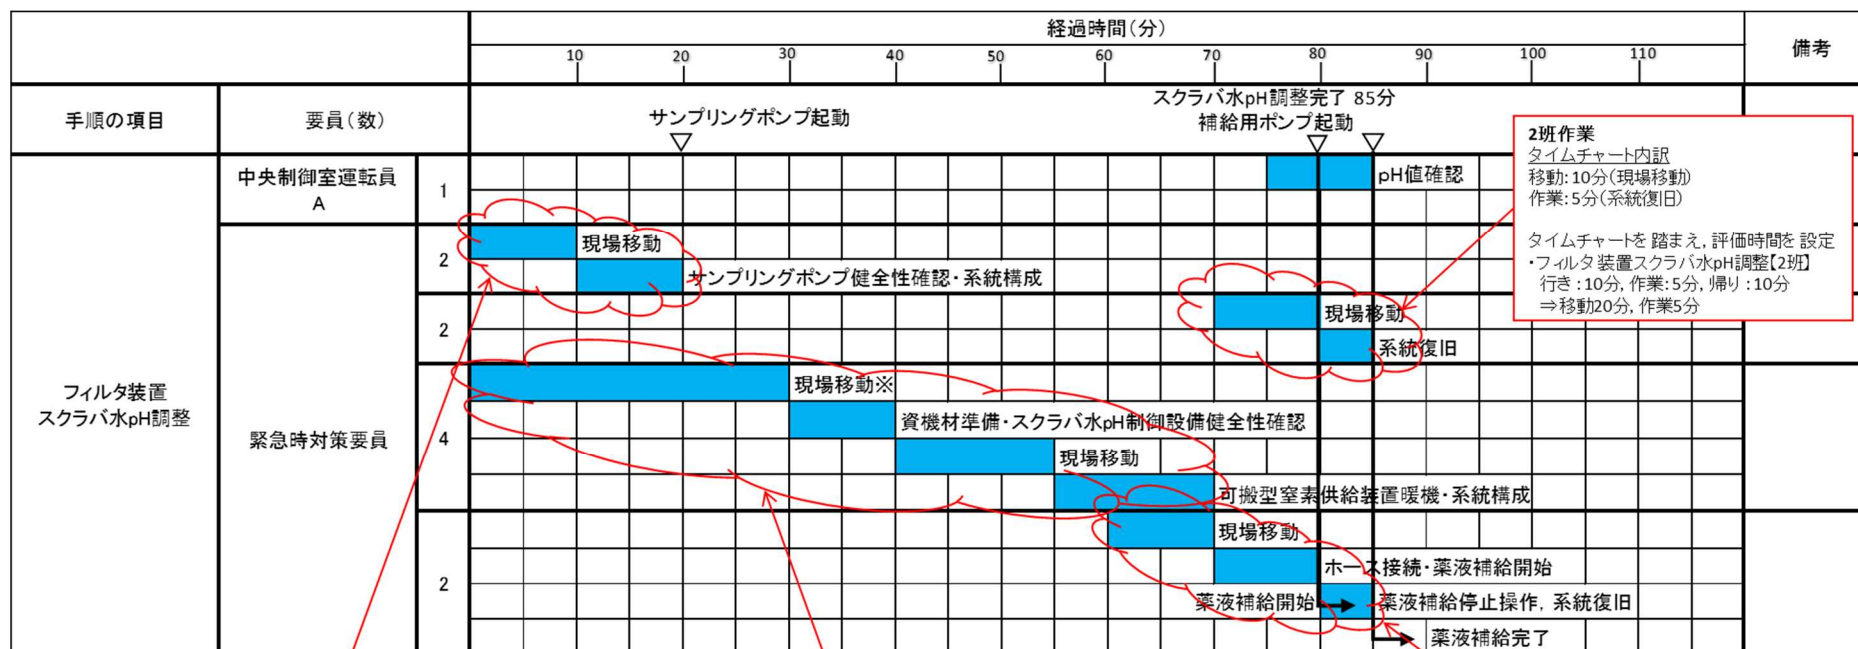 経過時間(分)
備考
10 20 30 40 50 60 70 80 90 100 110
手順の項目
要員(数)
サンプリングポンプ起動
スクラバ水pH調整完了 85分
補給用ポンプ起動
フィルタ装置
スクラバ水pH調整
中央制御室運転員
A
1
pH値確認
緊急時対策要員
2
現場移動
サンプリングポンプ健全性確認・系統構成
2
現場移動
系統復旧
4
現場移動※
資機材準備・スクラバ水pH制御設備健全性確認
現場移動
可搬型窒素供給装置暖機・系統構成
2
現場移動
ホース接続・薬液補給開始
薬液補給開始
薬液補給停止操作,系統復旧
薬液補給完了
2班作業
タイムチャート内訳
移動:10分(現場移動)
作業:5分(系統復旧)
タイムチャートを踏まえ,評価時間を設定
・フィルタ装置スクラバ水pH調整【2班】
行き:10分,作業:5分,帰り:10分
⇒移動20分,作業5分